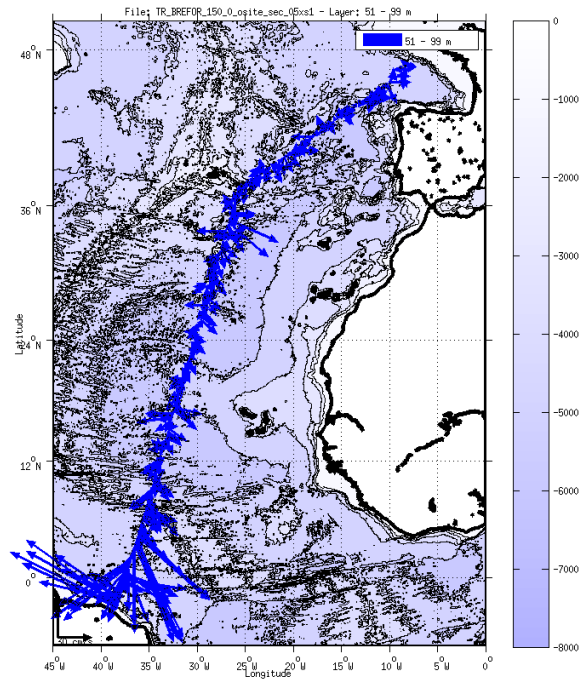 File: TR_BREFOR_150_0_osite_sec_05xs1 - Layer: 51 - 99 m
51 - 99 m
48°N
36°N
24°N
12°N
0°
Latitude
45°W 40°W 35°W 30°W 25°W 20°W 15°W 10°W 5°W 0°
Longitude
0
-1000
-2000
-3000
-4000
-5000
-6000
-7000
-8000